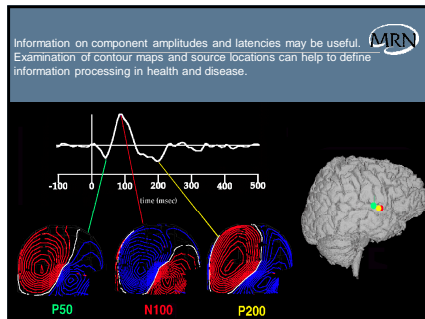 Information on component amplitudes and latencies may be useful.
MRN
Examination of contour maps and source locations can help to define
information processing in health and disease.
-100 0 100 200 300 400 500
time (msec)
P50 N100 P200